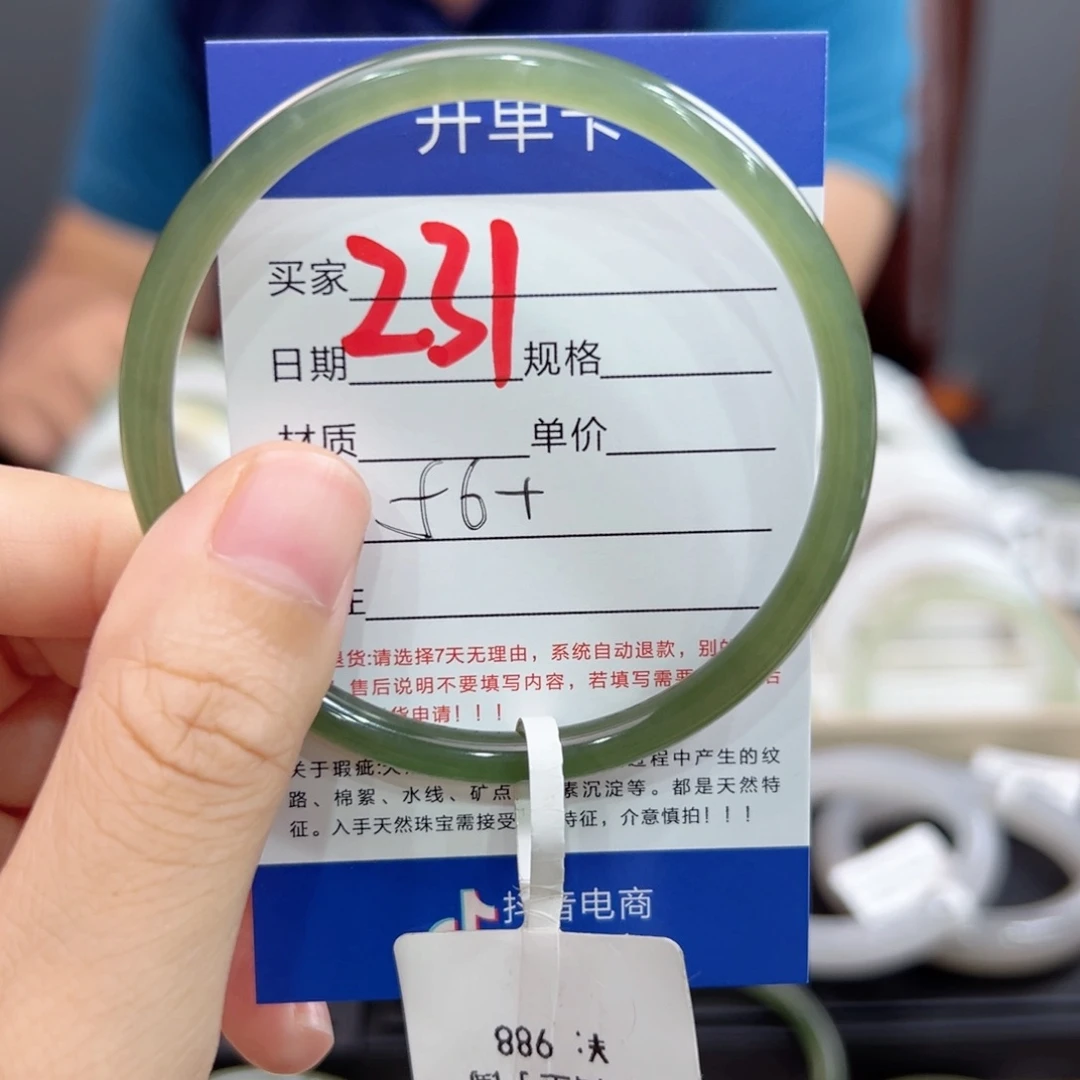 开单卡
买家 231
日期 规格
材质 单价
56+
退货:请选择7天无理由，系统自动退款，别
售后说明不要填写内容，若填写需要
货申请！！！
关于瑕疵:天 过程中产生的纹
路、棉絮、水线、矿点 素沉淀等。都是天然特
征。入手天然珠宝需接受 特征，介意慎拍！！！
抖音电商
886